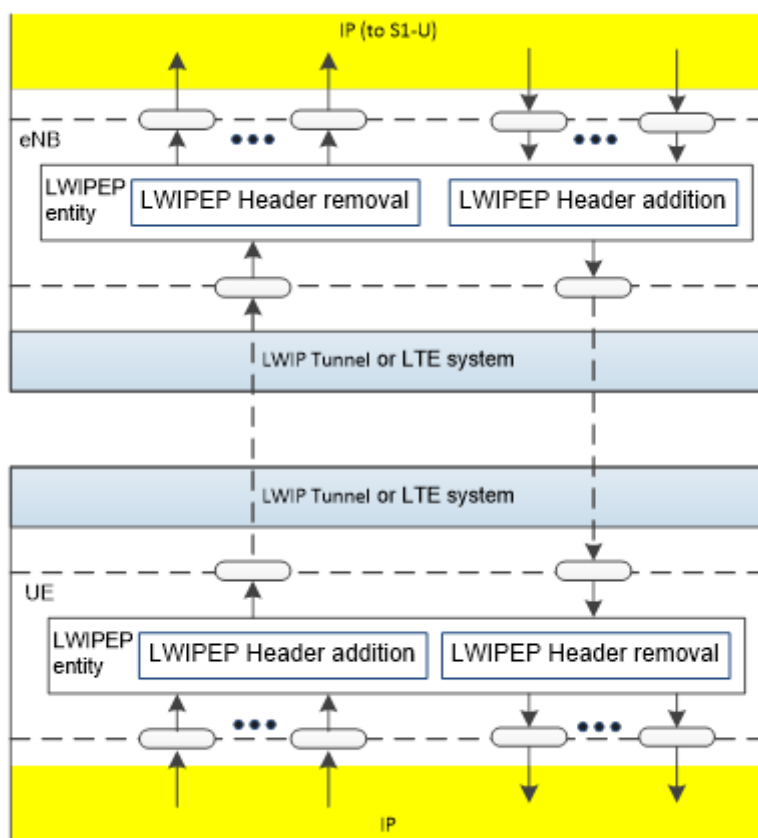 IP (to S1-U)
eNB
LWIPEP
entity
LWIPEP Header removal
LWIPEP Header addition
LWIP Tunnel or LTE system
LWIP Tunnel or LTE system
UE
LWIPEP
entity
LWIPEP Header addition
LWIPEP Header removal
IP